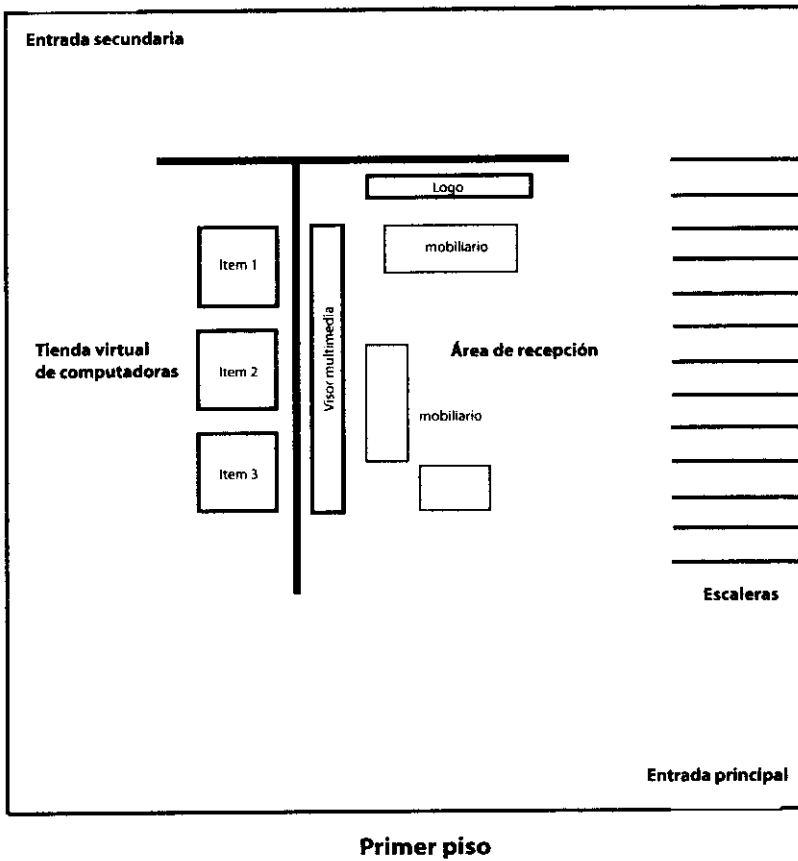 Entrada secundaria
Logo
mobiliario
Item 1
Visor multimedia
Tienda virtual
de computadoras
Item 2
Área de recepción
mobiliario
Item 3
Escaleras
Entrada principal
Primer piso